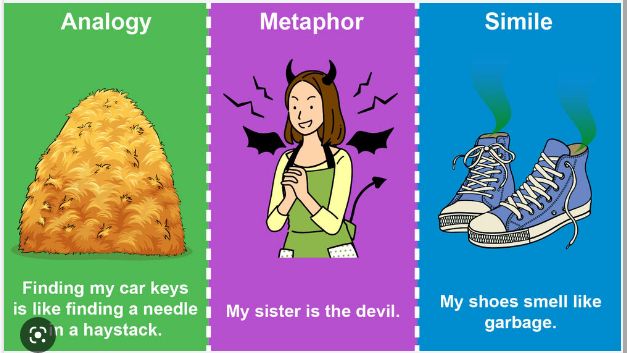 Analogy
Metaphor
Simile
Finding my car keys
is like finding a needle
in a haystack.
My sister is the devil.
My shoes smell like
garbage.